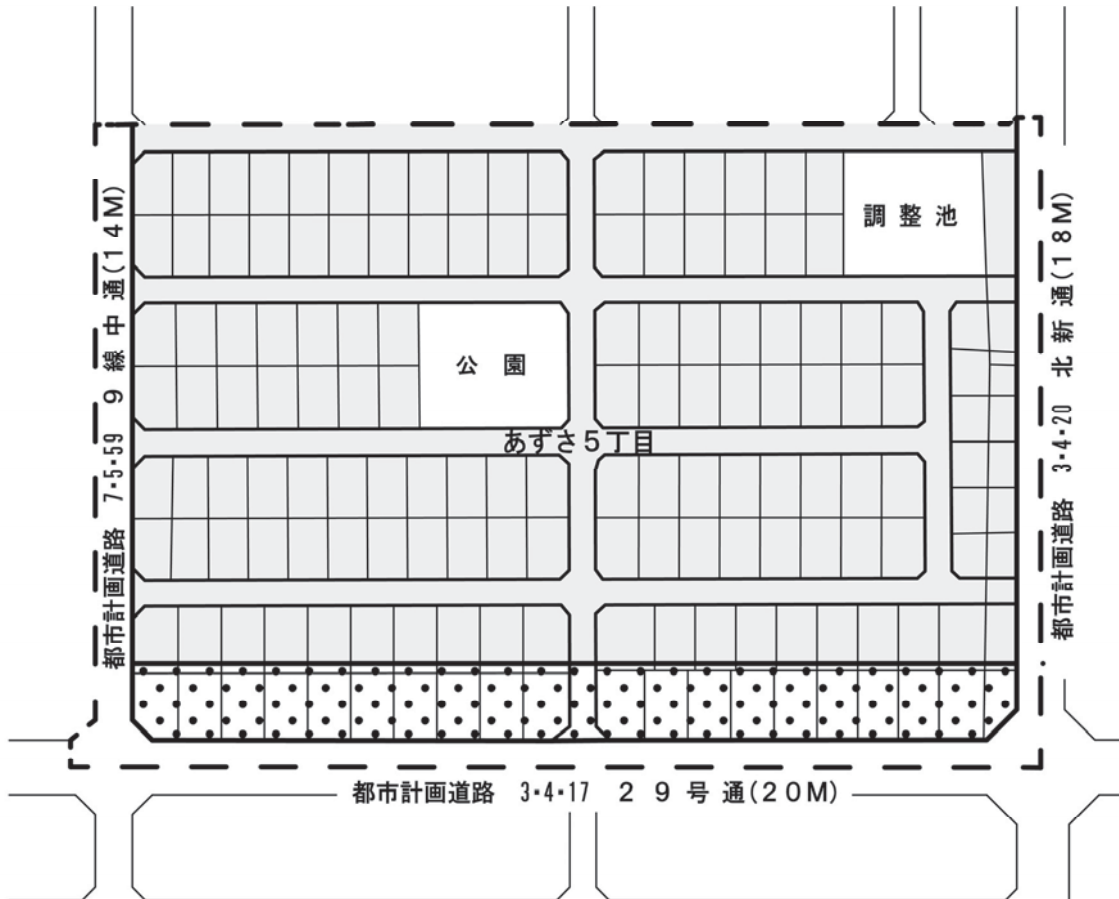 調整池
公園
あずさ5丁目
都市計画道路 7・5・59 9線中通(14M)
都市計画道路 3・4・20 北新通(18M)
都市計画道路 3・4・17 29号通(20M)